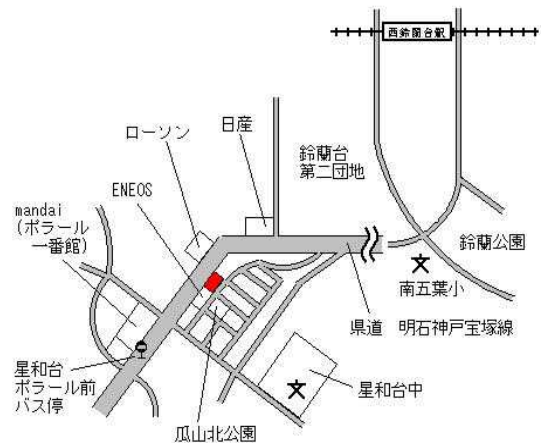 西鈴蘭台駅
日産
ローソン
鈴蘭台
第二団地
ENEOS
mandai
(ポラール
一番館)
鈴蘭公園
南五葉小
県道 明石神戸宝塚線
星和台
ポラール前
バス停
星和台中
瓜山北公園